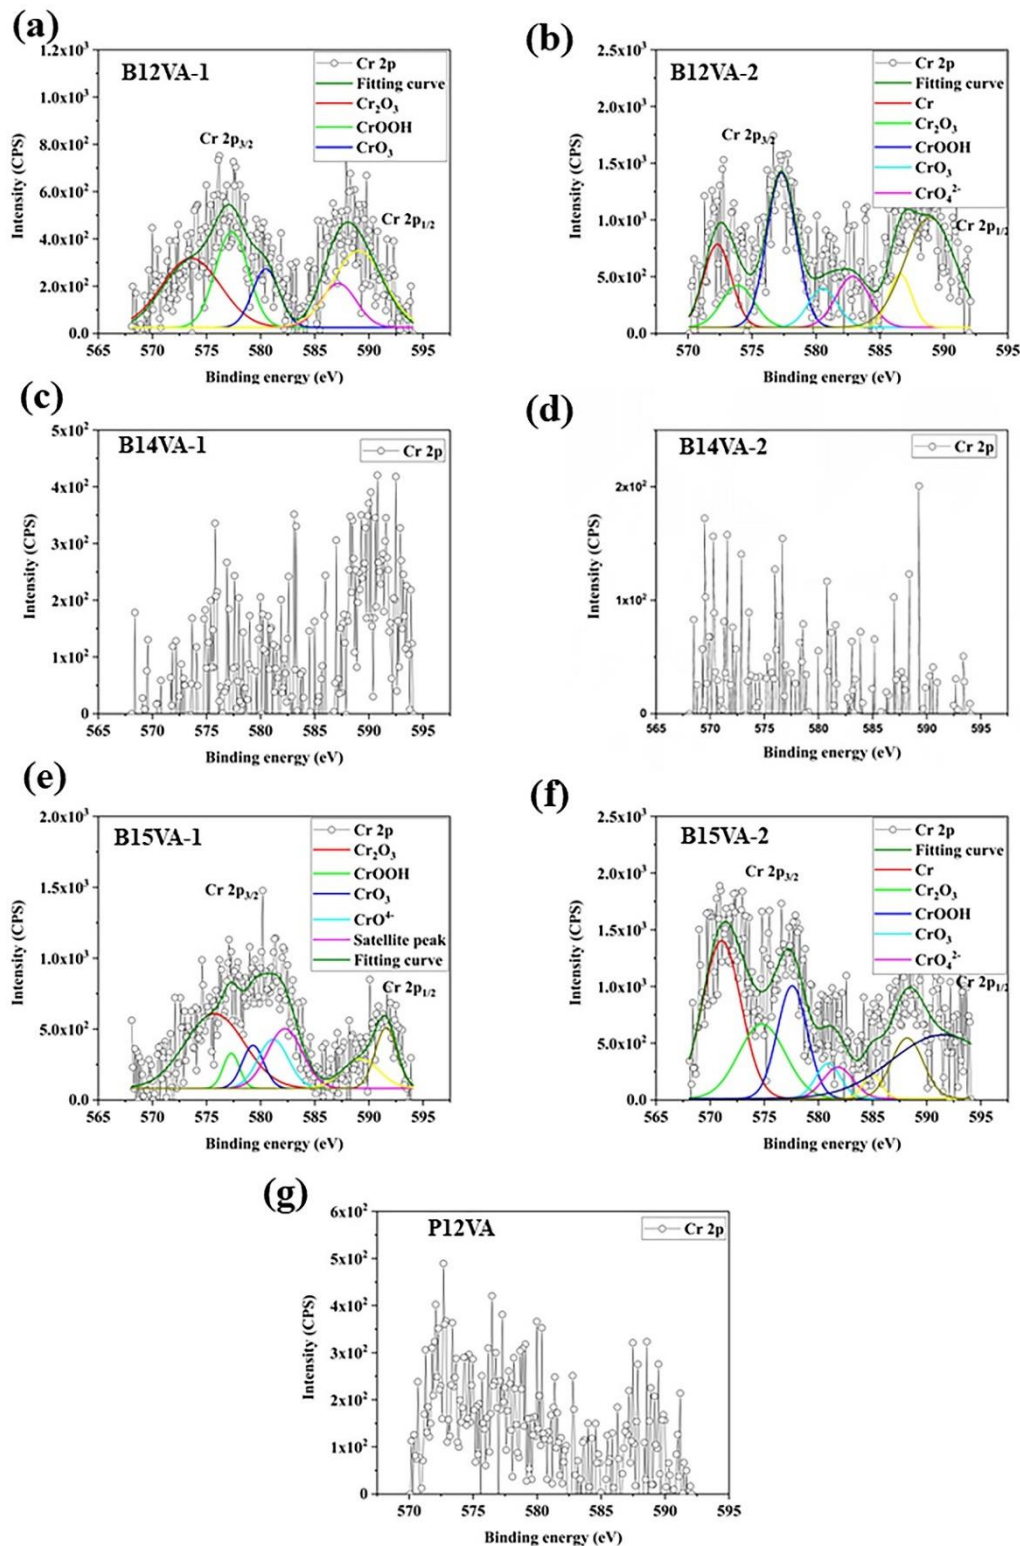 (a)
B12VA-1
1.2x10³
1.0x10³
8.0x10²
6.0x10²
4.0x10²
2.0x10²
0.0
Intensity (CPS)
Cr 2p
Fitting curve
Cr₂O₃
CrOOH
CrO₃
Cr 2p₃/₂
Cr 2p₁/₂
565 570 575 580 585 590 595
Binding energy (eV)
(b)
B12VA-2
2.5x10³
2.0x10³
1.5x10³
1.0x10³
5.0x10²
0.0
Intensity (CPS)
Cr 2p
Fitting curve
Cr
Cr₂O₃
CrOOH
CrO₃
CrO₄²⁻
Cr 2p₃/₂
Cr 2p₁/₂
570 575 580 585 590 595
Binding energy (eV)
(c)
B14VA-1
5x10²
4x10²
3x10²
2x10²
1x10²
0
Intensity (CPS)
Cr 2p
565 570 575 580 585 590 595
Binding energy (eV)
(d)
B14VA-2
2x10²
1x10²
0
Intensity (CPS)
Cr 2p
565 570 575 580 585 590 595
Binding energy (eV)
(e)
B15VA-1
2.0x10³
1.5x10³
1.0x10³
5.0x10²
0.0
Intensity (CPS)
Cr 2p
Cr₂O₃
CrOOH
CrO₃
CrO⁴⁻
Satellite peak
Fitting curve
Cr 2p₃/₂
Cr 2p₁/₂
565 570 575 580 585 590 595
Binding energy (eV)
(f)
B15VA-2
2.5x10³
2.0x10³
1.5x10³
1.0x10³
5.0x10²
0.0
Intensity (CPS)
Cr 2p
Fitting curve
Cr
Cr₂O₃
CrOOH
CrO₃
CrO₄²⁻
Cr 2p₃/₂
Cr 2p₁/₂
565 570 575 580 585 590 595
Binding energy (eV)
(g)
P12VA
6x10²
5x10²
4x10²
3x10²
2x10²
1x10²
0
Intensity (CPS)
Cr 2p
570 575 580 585 590 595
Binding energy (eV)